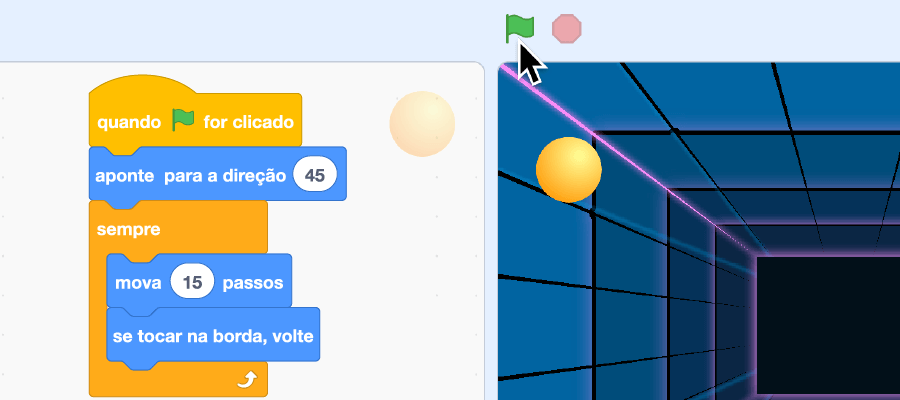 quando for clicado
aponte para a direção 45
sempre
mova 15 passos
se tocar na borda, volte